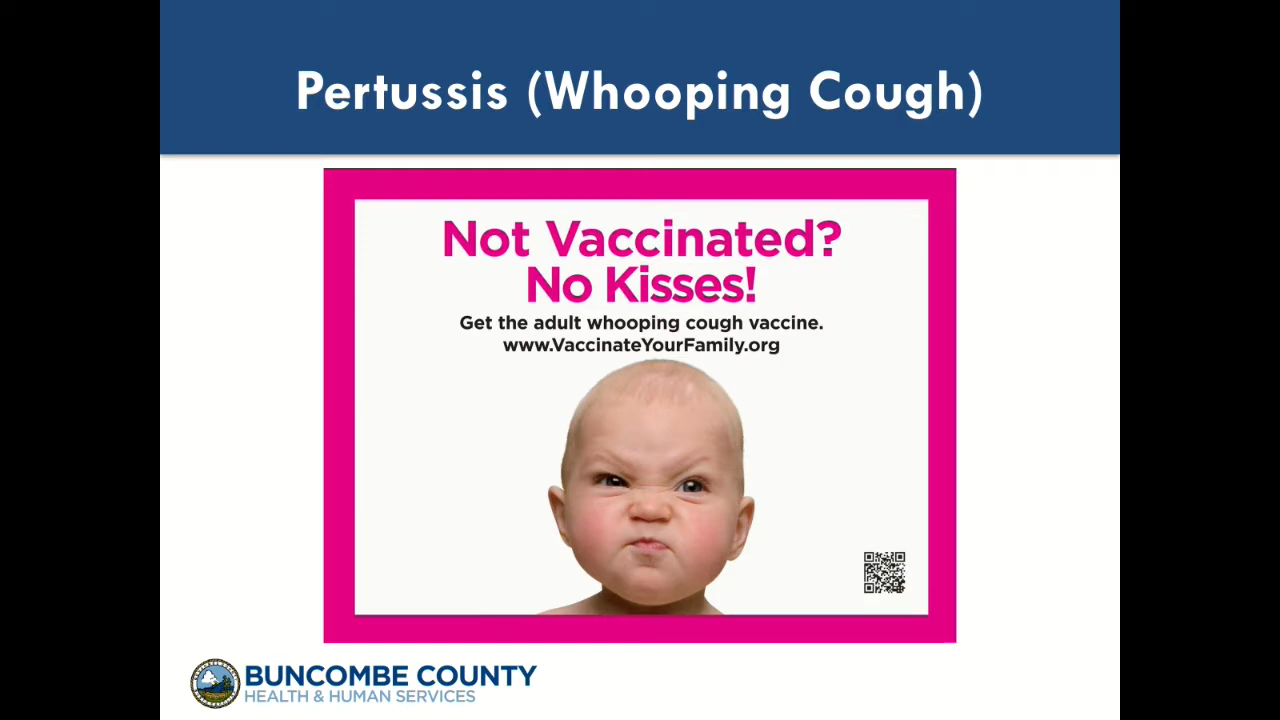 Pertussis (Whooping Cough)
Not Vaccinated?
No Kisses!
Get the adult whooping cough vaccine.
www.VaccinateYourFamily.org
BUNCOMBE COUNTY
HEALTH & HUMAN SERVICES